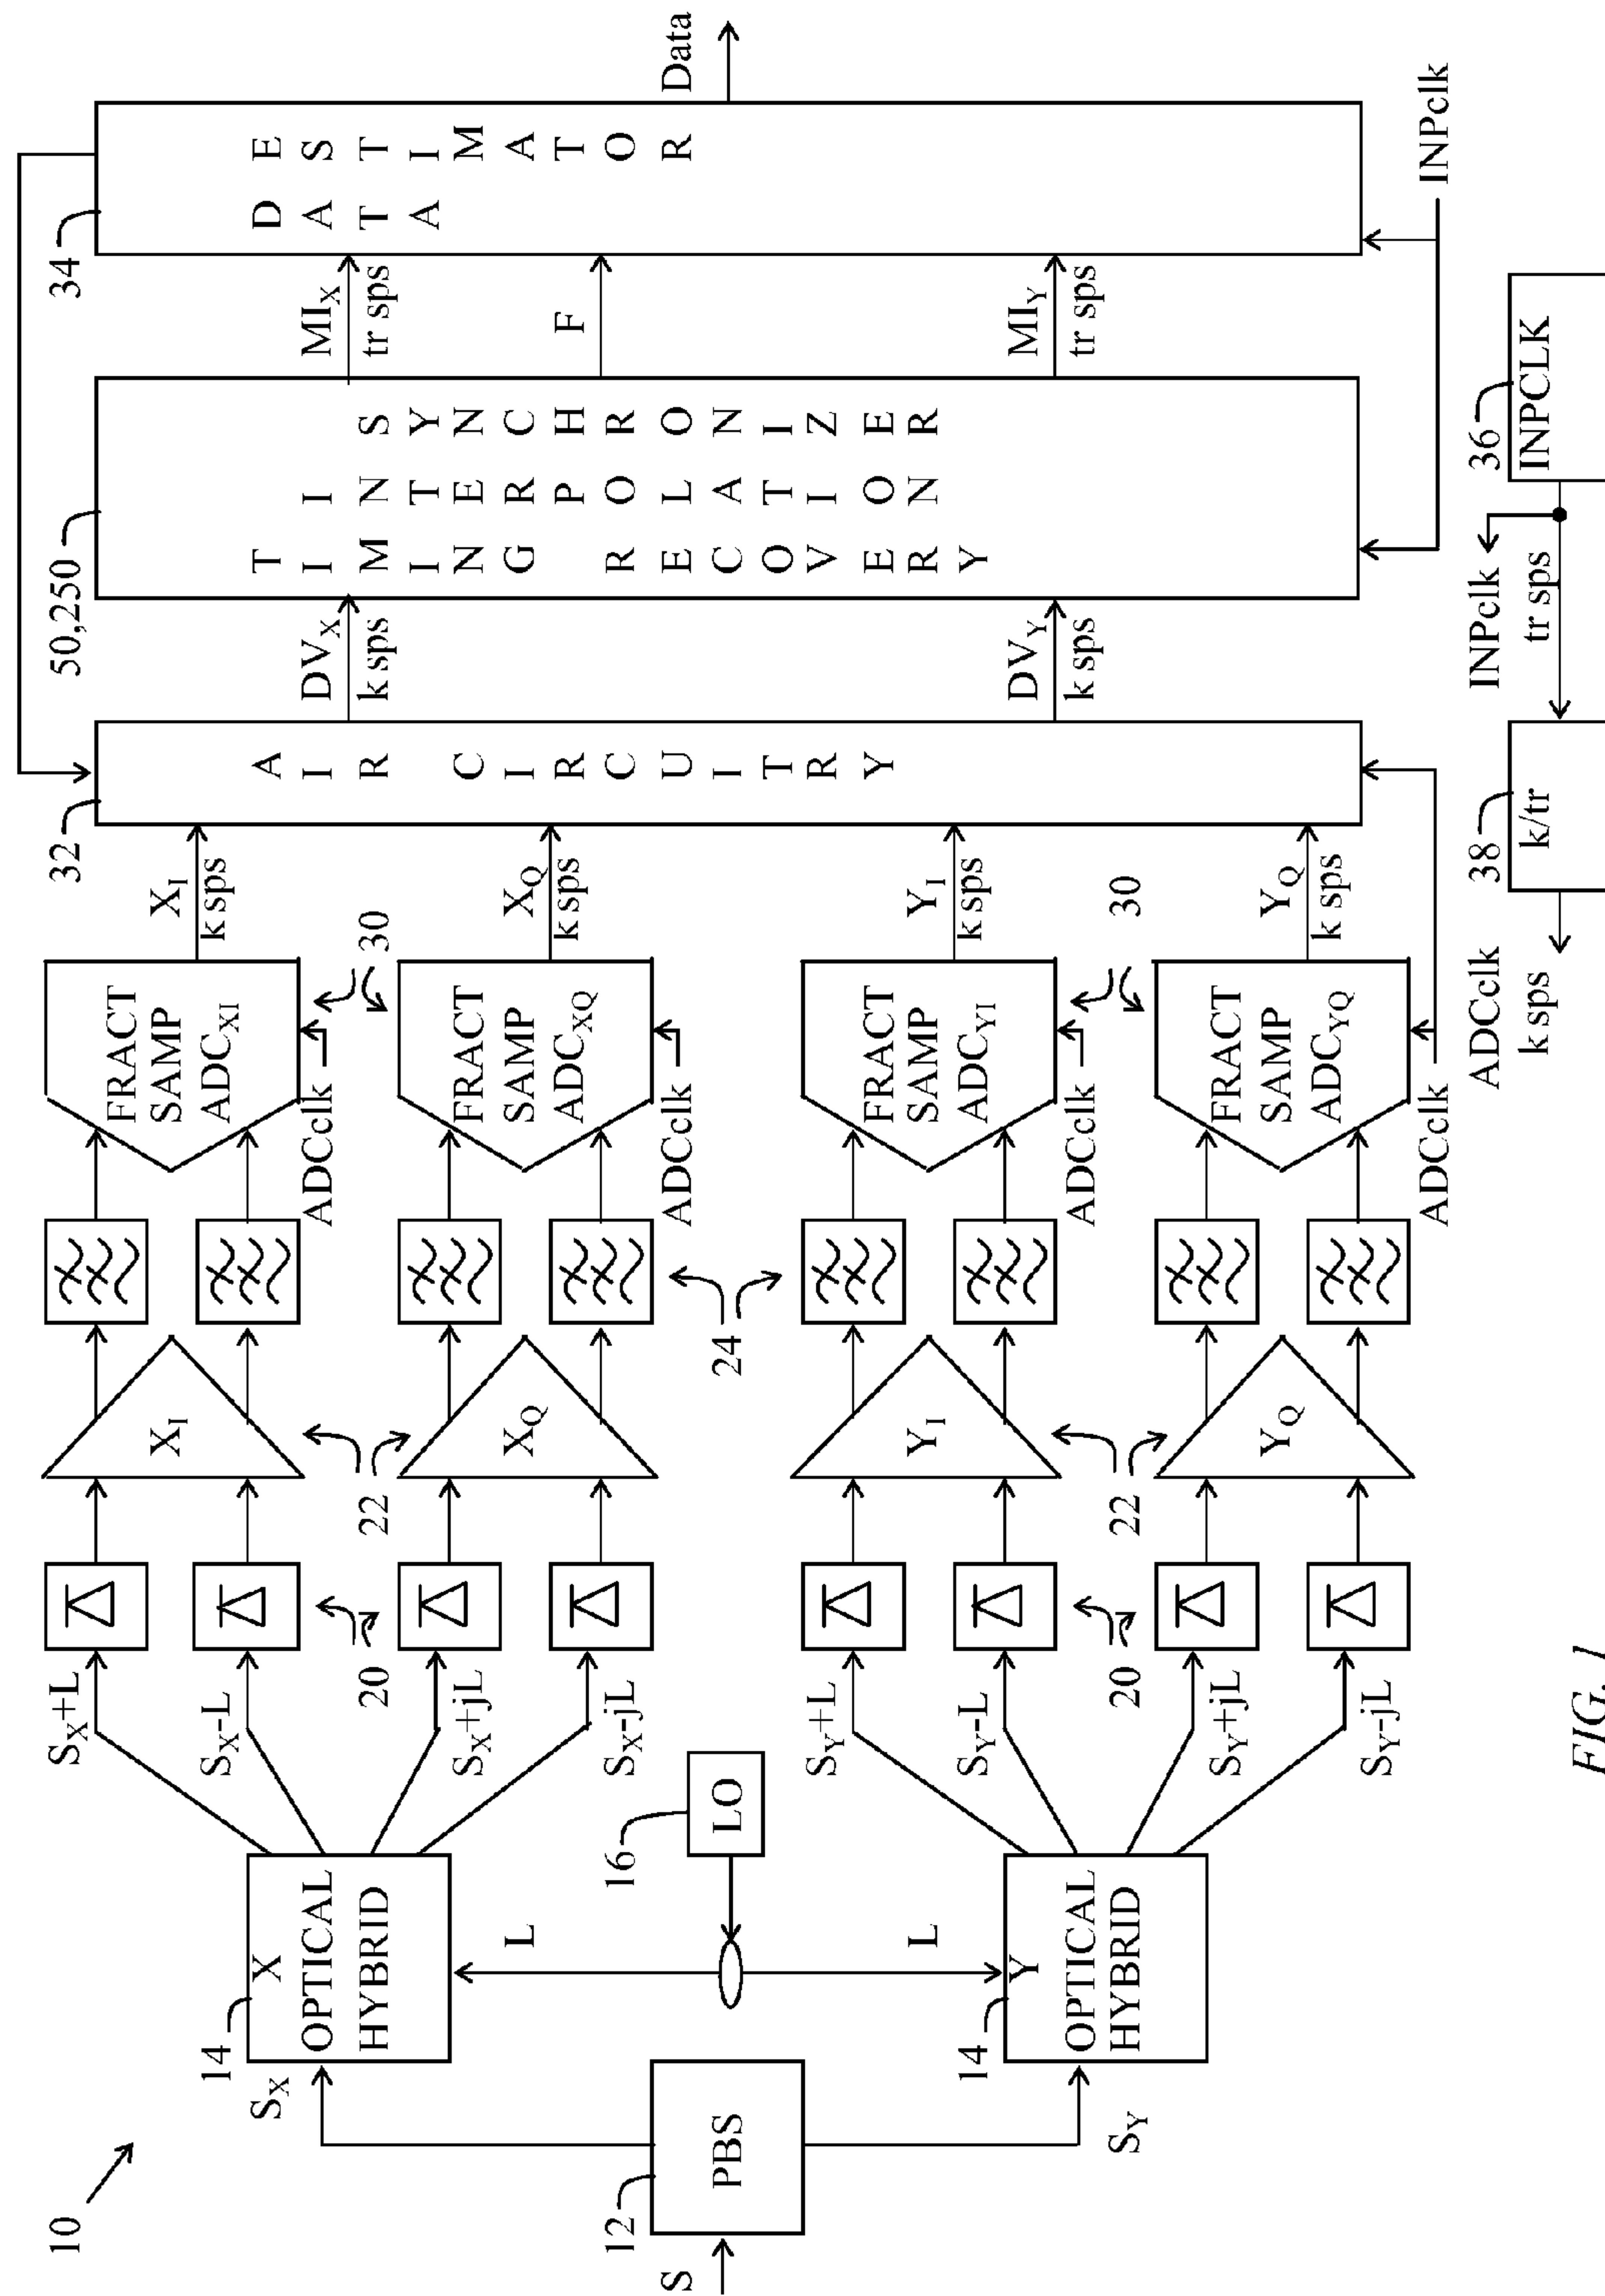 10
S
12
PBS
S_X
S_Y
14
X
OPTICAL
HYBRID
14
Y
OPTICAL
HYBRID
L
L
16
LO
S_X+L
S_X-L
S_X+jL
S_X-jL
S_Y+L
S_Y-L
S_Y+jL
S_Y-jL
20
20
X_I
X_Q
Y_I
Y_Q
22
22
24
FRACT
SAMP
ADC_XI
FRACT
SAMP
ADC_XQ
FRACT
SAMP
ADC_YI
FRACT
SAMP
ADC_YQ
ADCclk
ADCclk
ADCclk
ADCclk
30
30
X_I
k sps
X_Q
k sps
Y_I
k sps
Y_Q
k sps
32
AIR CIRCUITRY
DV_X
k sps
DV_Y
k sps
50,250
TIMING RECOVERY
INTERPOLATION
SYNCHRONIZER
MI_X
tr sps
F
MI_Y
tr sps
34
DATA
ESTIMATOR
Data
INPclk
ADCclk
k sps
38
k/tr
INPclk
tr sps
36
INPCLK
FIG. 1